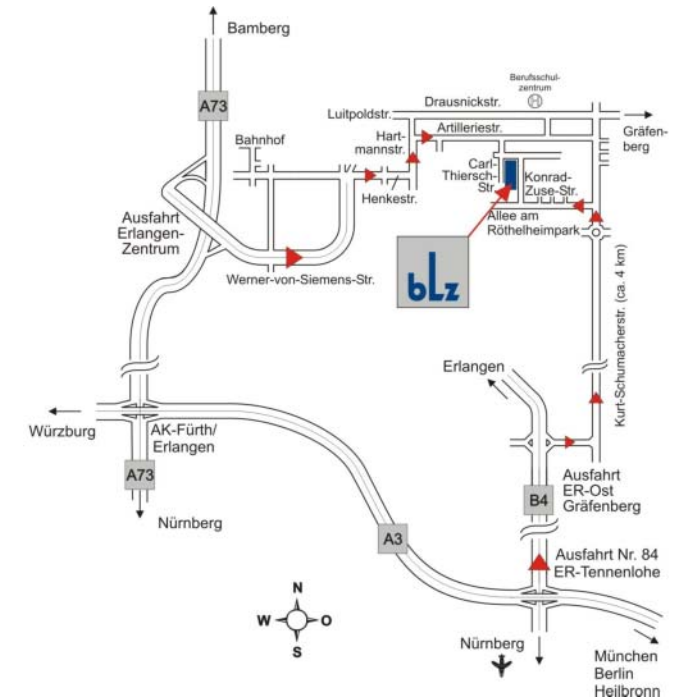 Bamberg
A73
Berufsschul-
zentrum
H
Drausnickstr.
Luitpoldstr.
Artilleriestr.
Gräfen-
berg
Hart-
mannstr.
Bahnhof
Carl-
Thiersch-
Str.
Konrad-
Zuse-Str.
Henkestr.
Allee am
Röthelheimpark
Ausfahrt
Erlangen-
Zentrum
Werner-von-Siemens-Str.
bLz
Kurt-Schumacherstr. (ca. 4 km)
Erlangen
Würzburg
AK-Fürth/
Erlangen
A73
Nürnberg
Ausfahrt
ER-Ost
Gräfenberg
B4
A3
Ausfahrt Nr. 84
ER-Tennenlohe
N
W
O
S
Nürnberg
München
Berlin
Heilbronn